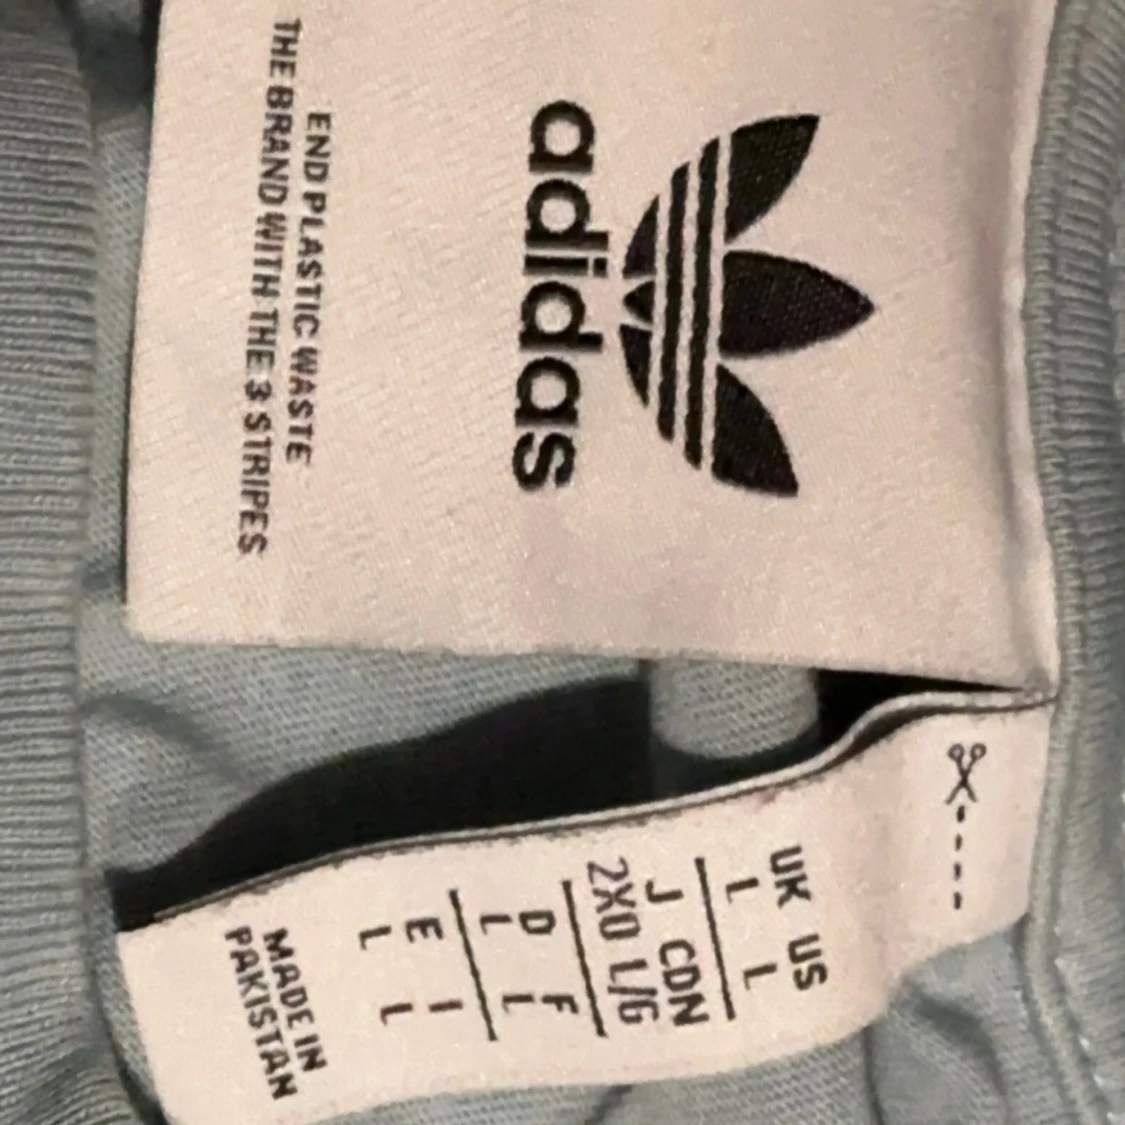 adidas
END PLASTIC WASTE
THE BRAND WITH THE 3 STRIPES
UK US
L L
J CDN
2XO L/G
D F
L L
E I
L L
MADE IN
PAKISTAN